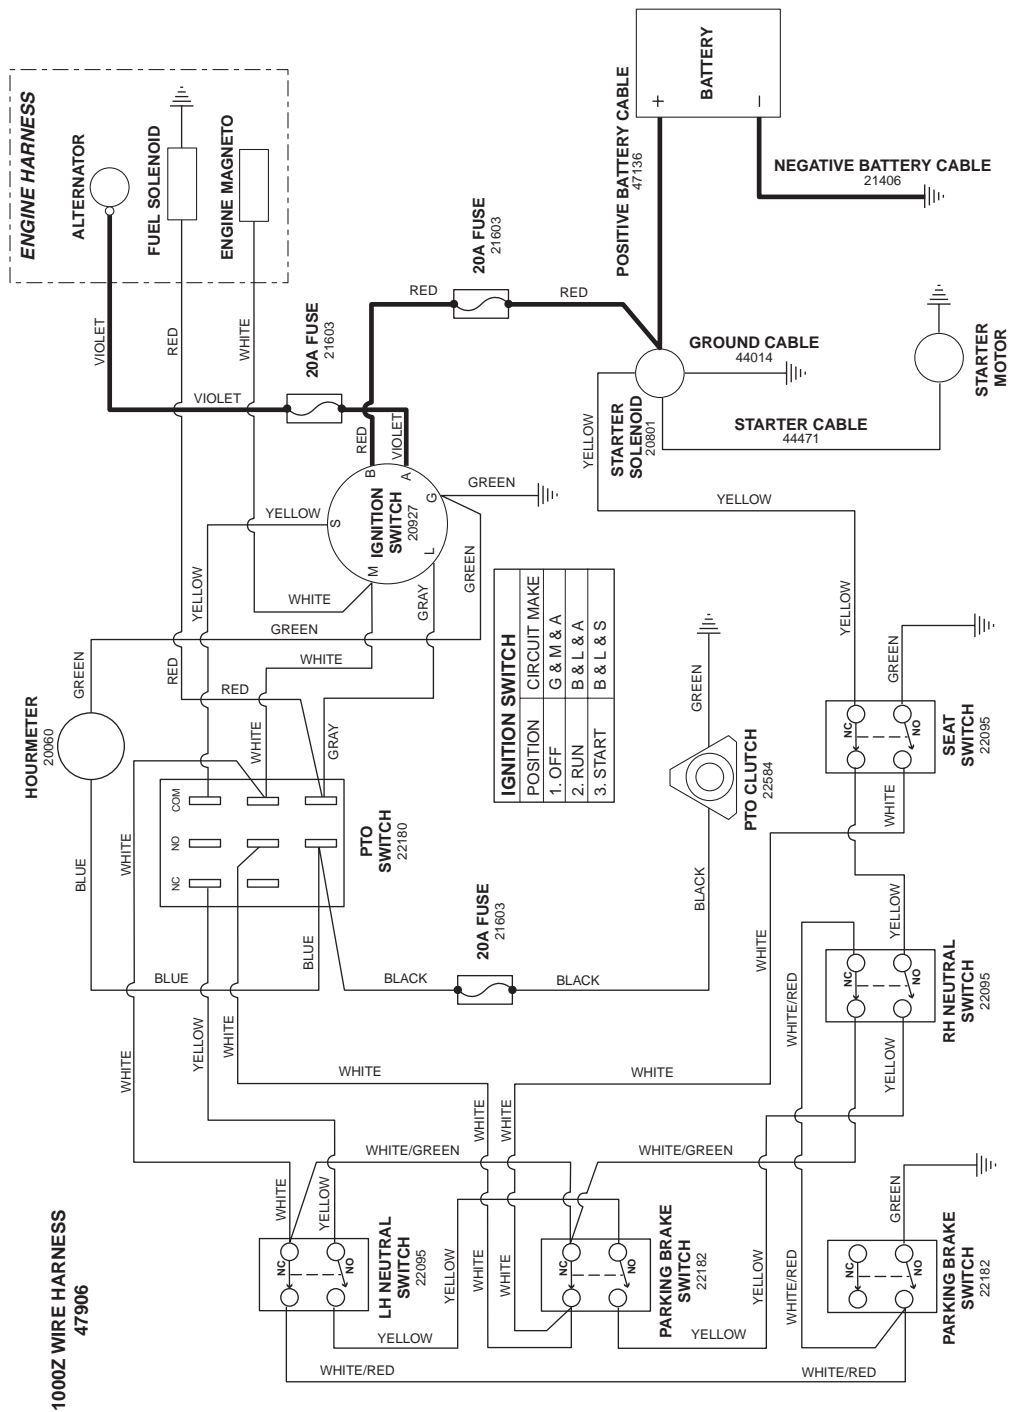 1000Z WIRE HARNESS
47906
ENGINE HARNESS
ALTERNATOR
FUEL SOLENOID
ENGINE MAGNETO
VIOLET
RED
WHITE
VIOLET
20A FUSE
21603
RED
20A FUSE
21603
RED
POSITIVE BATTERY CABLE
47136
BATTERY
+
–
NEGATIVE BATTERY CABLE
21406
GROUND CABLE
44014
STARTER
SOLENOID
20801
STARTER CABLE
44471
STARTER
MOTOR
YELLOW
YELLOW
YELLOW
RED
VIOLET
B
A
G
L
M
S
IGNITION
SWITCH
20927
GREEN
GREEN
GRAY
YELLOW
YELLOW
WHITE
GREEN
WHITE
RED
RED
GREEN
WHITE
GRAY
HOURMETER
20060
BLUE
WHITE
COM
NO
NC
PTO
SWITCH
22180
IGNITION SWITCH
POSITION CIRCUIT MAKE
1. OFF G & M & A
2. RUN B & L & A
3. START B & L & S
GREEN
PTO CLUTCH
22584
BLACK
20A FUSE
21603
BLACK
BLACK
BLUE
BLUE
WHITE
YELLOW
WHITE
WHITE
WHITE
WHITE
WHITE
WHITE
GREEN
NC
NO
SEAT
SWITCH
22095
WHITE
YELLOW
NC
NO
RH NEUTRAL
SWITCH
22095
WHITE/RED
YELLOW
WHITE/GREEN
WHITE/GREEN
WHITE
YELLOW
NC
NO
LH NEUTRAL
SWITCH
22095
YELLOW
WHITE
WHITE
YELLOW
WHITE/RED
NC
NO
PARKING BRAKE
SWITCH
22182
YELLOW
YELLOW
WHITE/RED
WHITE/RED
GREEN
NC
NO
PARKING BRAKE
SWITCH
22182